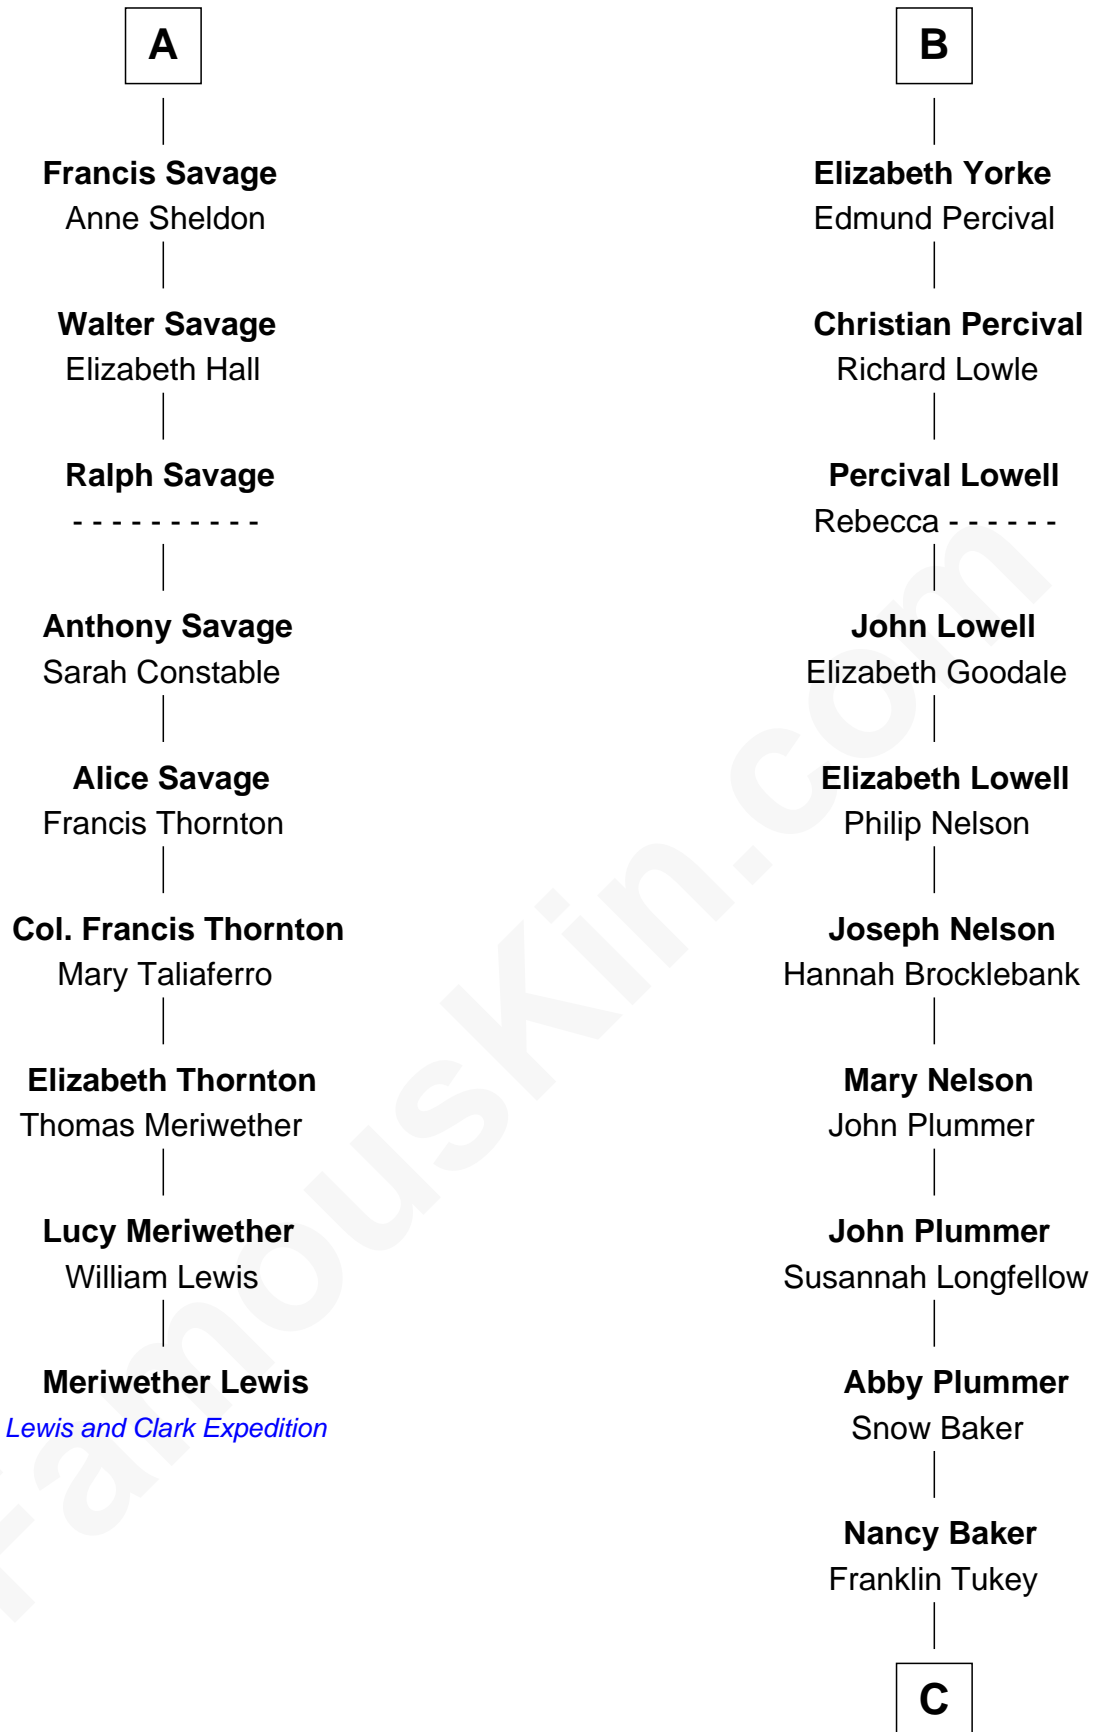 A
Francis Savage
Anne Sheldon
Walter Savage
Elizabeth Hall
Ralph Savage
- - - - - - - - - -
Anthony Savage
Sarah Constable
Alice Savage
Francis Thornton
Col. Francis Thornton
Mary Taliaferro
Elizabeth Thornton
Thomas Meriwether
Lucy Meriwether
William Lewis
Meriwether Lewis
Lewis and Clark Expedition
B
Elizabeth Yorke
Edmund Percival
Christian Percival
Richard Lowle
Percival Lowell
Rebecca - - - - - -
John Lowell
Elizabeth Goodale
Elizabeth Lowell
Philip Nelson
Joseph Nelson
Hannah Brocklebank
Mary Nelson
John Plummer
John Plummer
Susannah Longfellow
Abby Plummer
Snow Baker
Nancy Baker
Franklin Tukey
C
FamousKin.com